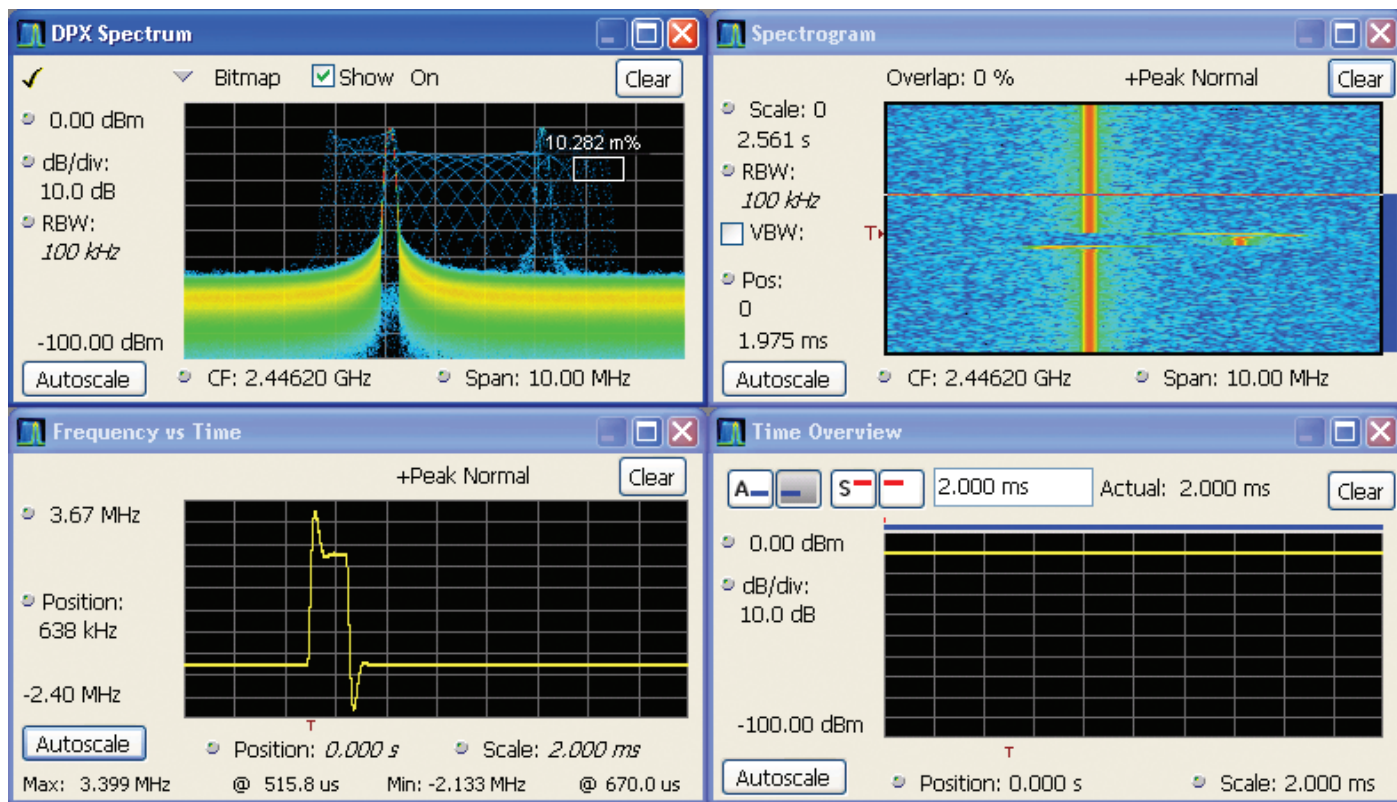 DPX Spectrum
Bitmap Show On Clear
0.00 dBm
dB/div:
10.0 dB
RBW:
100 kHz
-100.00 dBm
10.282 m%
Autoscale CF: 2.44620 GHz Span: 10.00 MHz
Spectrogram
Overlap: 0 % +Peak Normal Clear
Scale: 0
2.561 s
RBW:
100 kHz
VBW:
T
Pos:
0
1.975 ms
Autoscale CF: 2.44620 GHz Span: 10.00 MHz
Frequency vs Time
+Peak Normal Clear
3.67 MHz
Position:
638 kHz
-2.40 MHz
T
Autoscale Position: 0.000 s Scale: 2.000 ms
Max: 3.399 MHz @ 515.8 us Min: -2.133 MHz @ 670.0 us
Time Overview
A S 2.000 ms Actual: 2.000 ms Clear
0.00 dBm
dB/div:
10.0 dB
-100.00 dBm
T
Autoscale Position: 0.000 s Scale: 2.000 ms